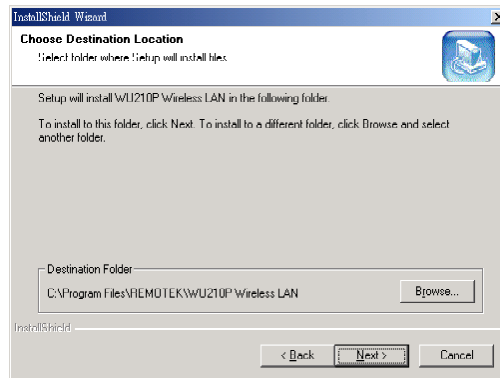 InstallShield Wizard
Choose Destination Location
Select folder where Setup will install files.
Setup will install WU210P Wireless LAN in the following folder.
To install to this folder, click Next. To install to a different folder, click Browse and select
another folder.
Destination Folder
C:\Program Files\REMOTEK\WU210P Wireless LAN
Browse...
InstallShield
< Back
Next >
Cancel